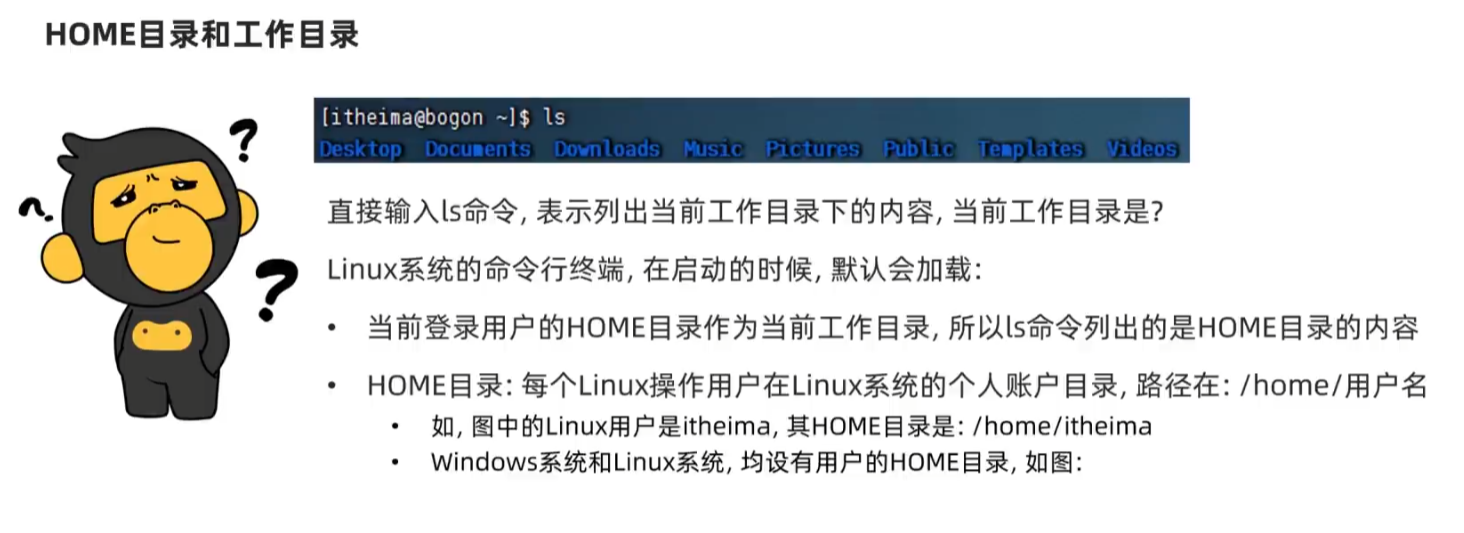 HOME目录和工作目录
[itheima@bogon ~]$ ls
Desktop Documents Downloads Music Pictures Public Templates Videos
直接输入ls命令, 表示列出当前工作目录下的内容, 当前工作目录是?
Linux系统的命令行终端, 在启动的时候, 默认会加载:
• 当前登录用户的HOME目录作为当前工作目录, 所以ls命令列出的是HOME目录的内容
• HOME目录: 每个Linux操作用户在Linux系统的个人账户目录, 路径在: /home/用户名
• 如, 图中的Linux用户是itheima, 其HOME目录是: /home/itheima
• Windows系统和Linux系统, 均设有用户的HOME目录, 如图: